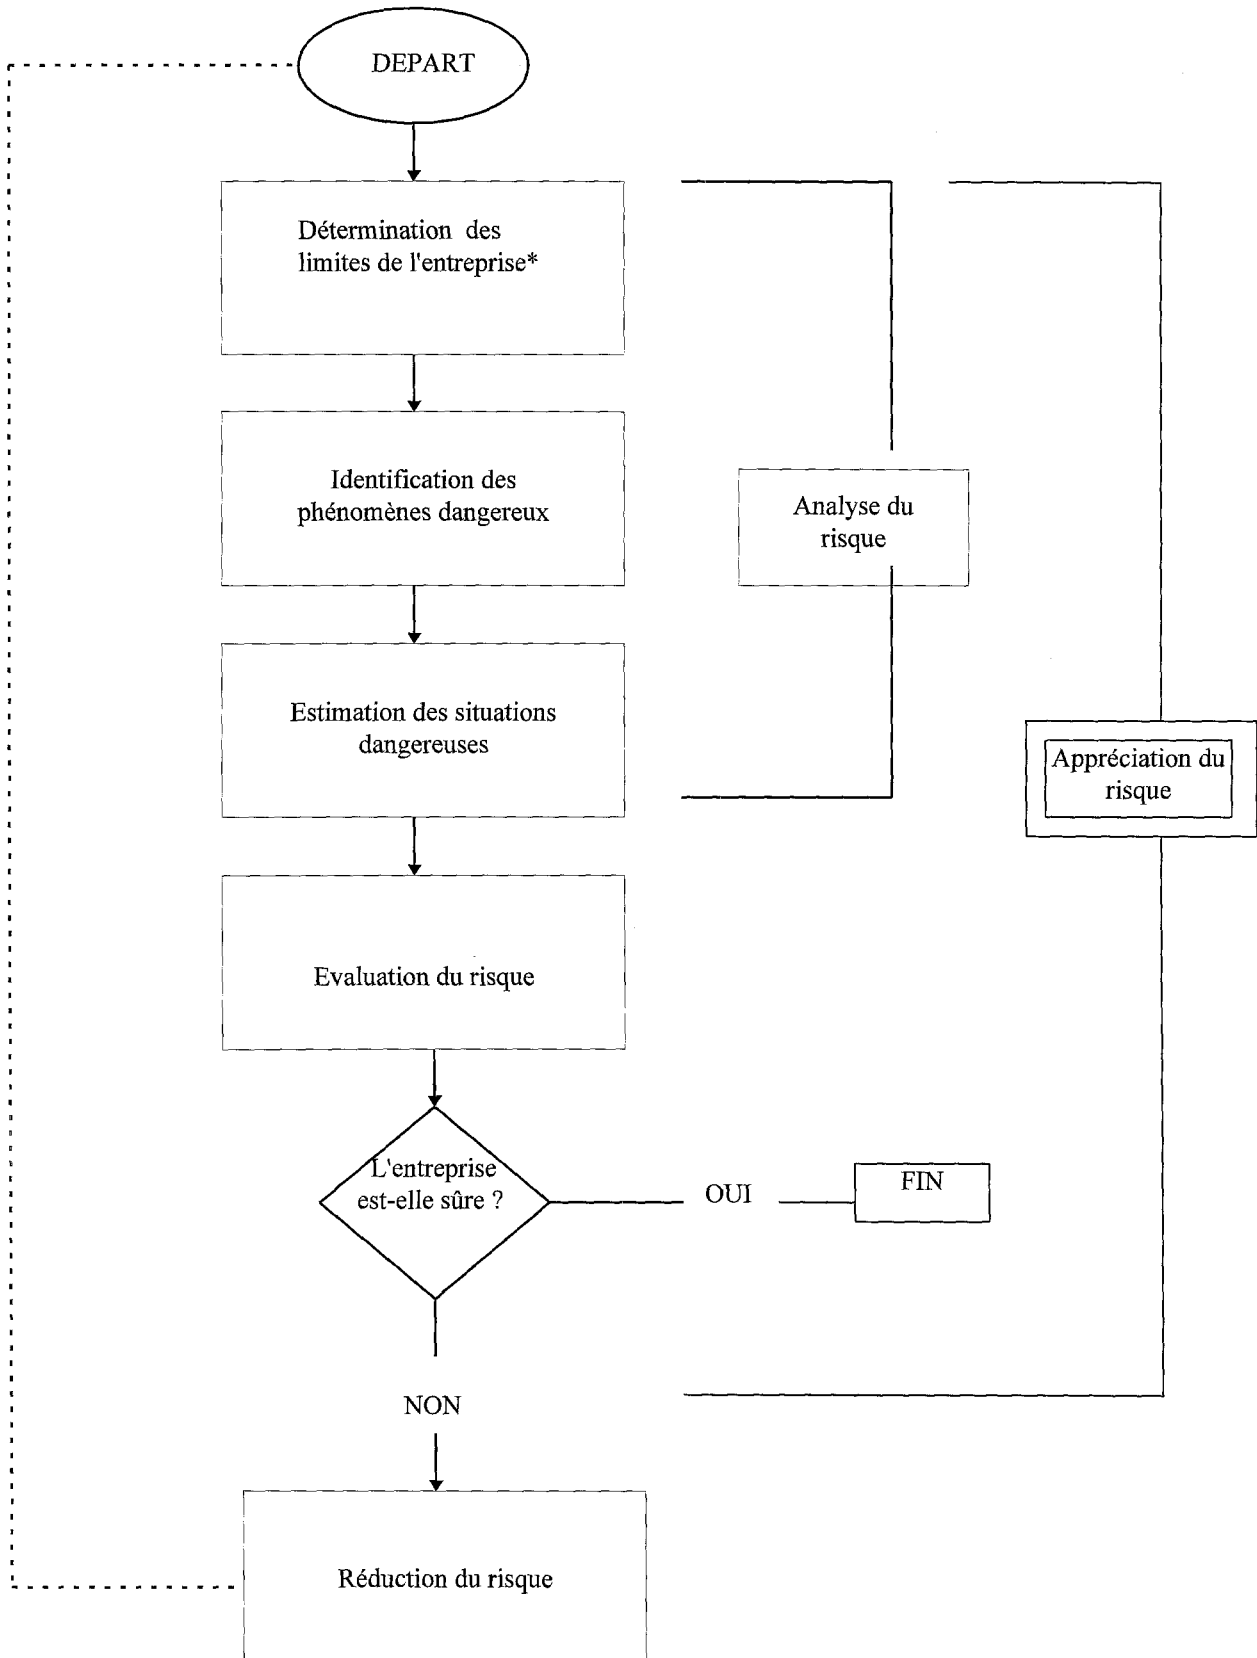 DEPART
Détermination des
limites de l'entreprise*
Identification des
phénomènes dangereux
Analyse du
risque
Estimation des situations
dangereuses
Appréciation du
risque
Evaluation du risque
L'entreprise
est-elle sûre ?
OUI
FIN
NON
Réduction du risque